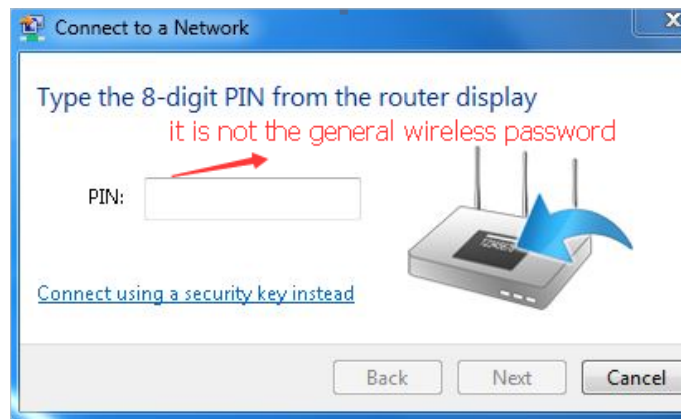 Connect to a Network
X
Type the 8-digit PIN from the router display
it is not the general wireless password
PIN:
12345670
Connect using a security key instead
Back Next Cancel